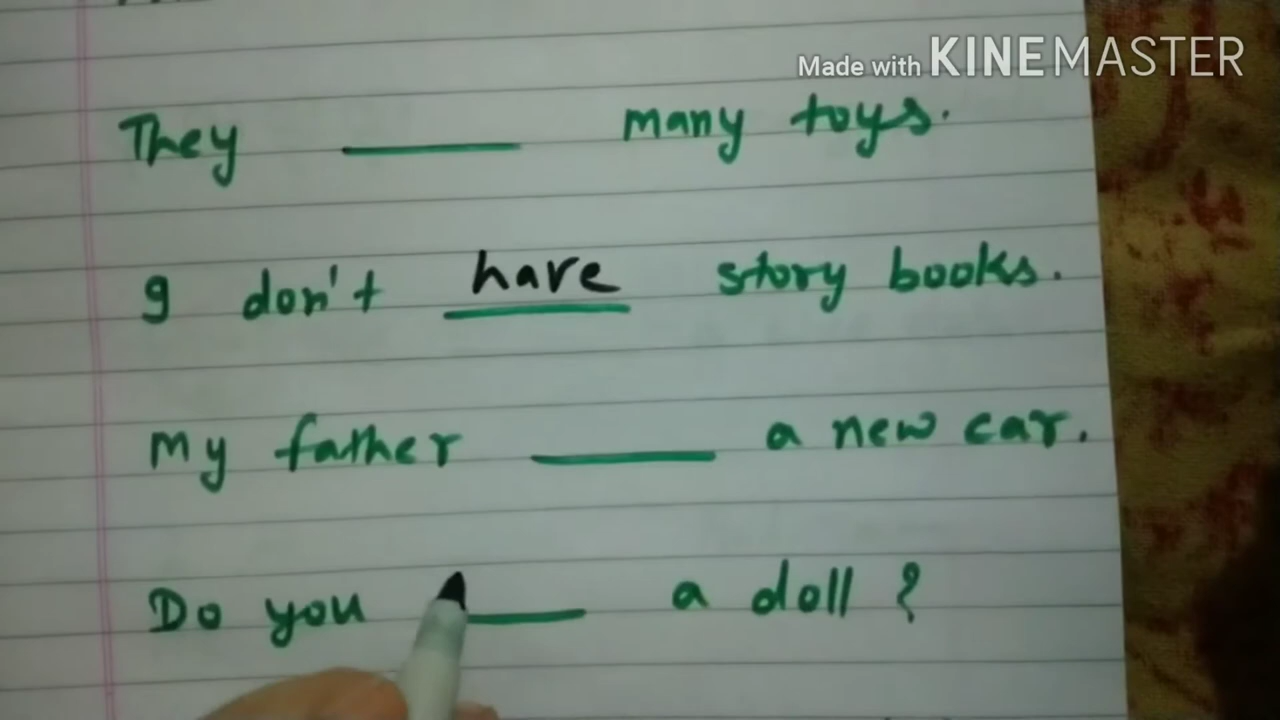 Made with KINEMASTER
They ____ many toys.
I don't have story books.
My father ____ a new car.
Do you ____ a doll ?